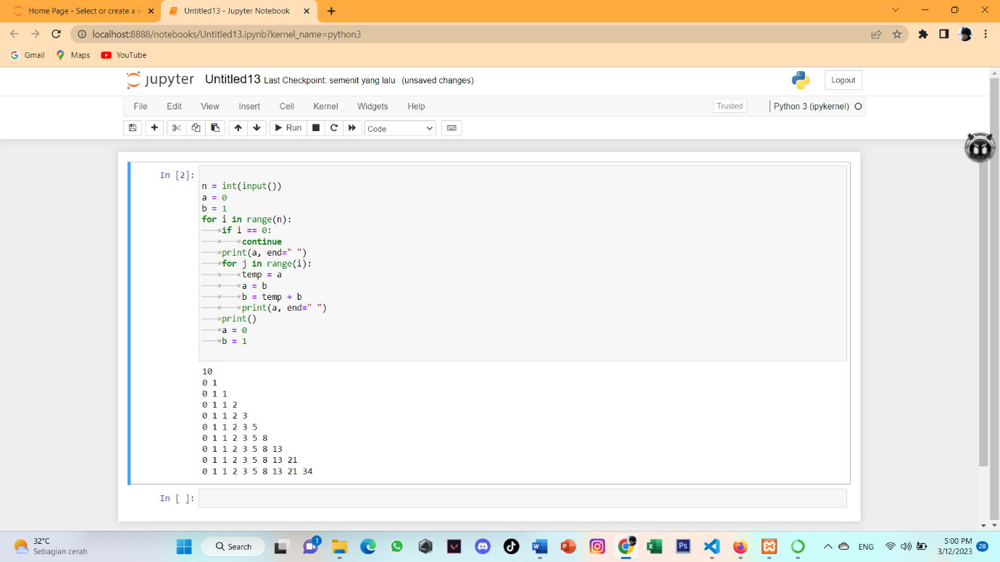 Home Page - Select or create a n
Untitled13 - Jupyter Notebook
localhost:8888/notebooks/Untitled13.ipynb?kernel_name=python3
Gmail Maps YouTube
jupyter Untitled13 Last Checkpoint: semenit yang lalu (unsaved changes) Logout
File Edit View Insert Cell Kernel Widgets Help Trusted Python 3 (ipykernel)
Run Code
In [2]:
n = int(input())
a = 0
b = 1
for i in range(n):
    if i == 0:
        continue
    print(a, end=" ")
    for j in range(i):
        temp = a
        a = b
        b = temp + b
        print(a, end=" ")
    print()
    a = 0
    b = 1
10
0 1
0 1 1
0 1 1 2
0 1 1 2 3
0 1 1 2 3 5
0 1 1 2 3 5 8
0 1 1 2 3 5 8 13
0 1 1 2 3 5 8 13 21
0 1 1 2 3 5 8 13 21 34
In [ ]:
32°C
Sebagian cerah
Search
1
W
P
X
Ps
ENG
5:00 PM
3/12/2023
28